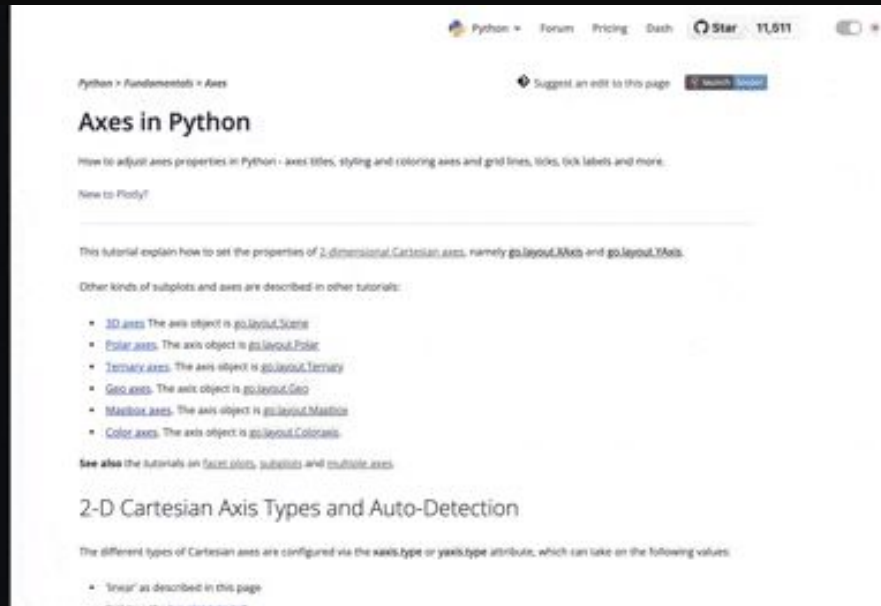 Python Forum Pricing Dash Star 11,511
Python > Fundamentals > Axes
Suggest an edit to this page launch binder
Axes in Python
How to adjust axes properties in Python - axes titles, styling and coloring axes and grid lines, ticks, tick labels and more.
New to Plotly?
This tutorial explain how to set the properties of 2-dimensional Cartesian axes, namely go.layout.XAxis and go.layout.YAxis.
Other kinds of subplots and axes are described in other tutorials:
• 3D axes The axis object is go.layout.Scene
• Polar axes. The axis object is go.layout.Polar
• Ternary axes. The axis object is go.layout.Ternary
• Geo axes. The axis object is go.layout.Geo
• Mapbox axes. The axis object is go.layout.Mapbox
• Color axes. The axis object is go.layout.Coloraxis.
See also the tutorials on facet plots, subplots and multiple axes.
2-D Cartesian Axis Types and Auto-Detection
The different types of Cartesian axes are configured via the xaxis.type or yaxis.type attribute, which can take on the following values:
• 'linear' as described in this page